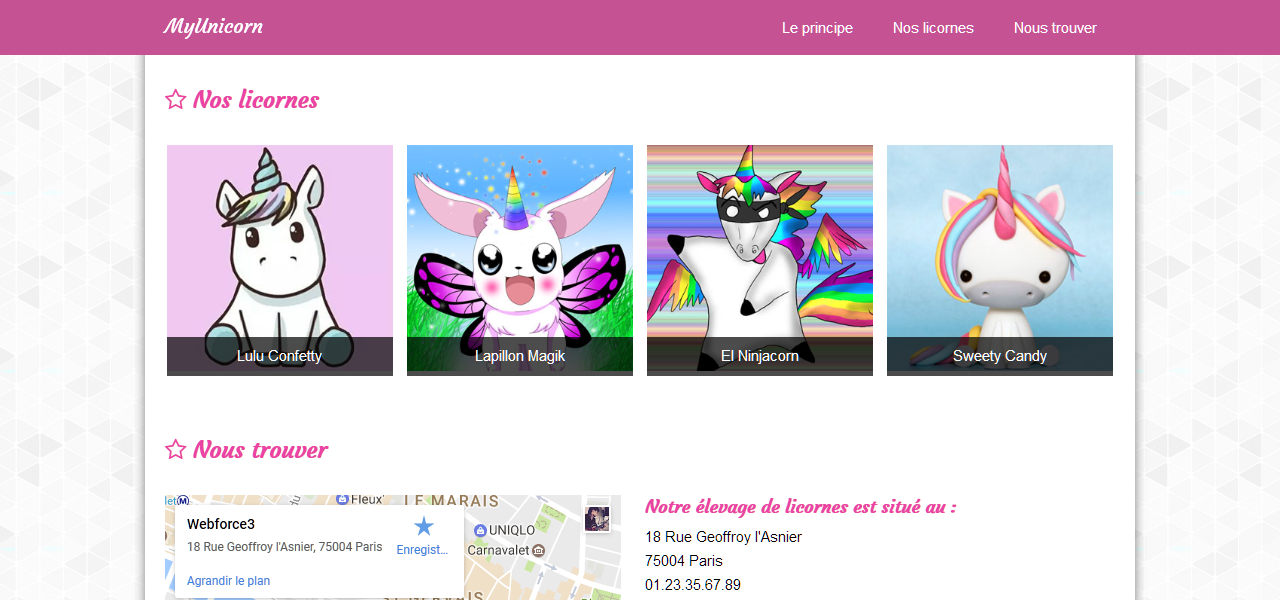 MyUnicorn
Le principe
Nos licornes
Nous trouver
Nos licornes
Lulu Confetty
Lapillon Magik
El Ninjacorn
Sweety Candy
Nous trouver
Fleux'
LE MARAIS
Webforce3
18 Rue Geoffroy l'Asnier, 75004 Paris
Enregist...
Agrandir le plan
UNIQLO
Carnavalet
Notre élevage de licornes est situé au :
18 Rue Geoffroy l'Asnier
75004 Paris
01.23.35.67.89